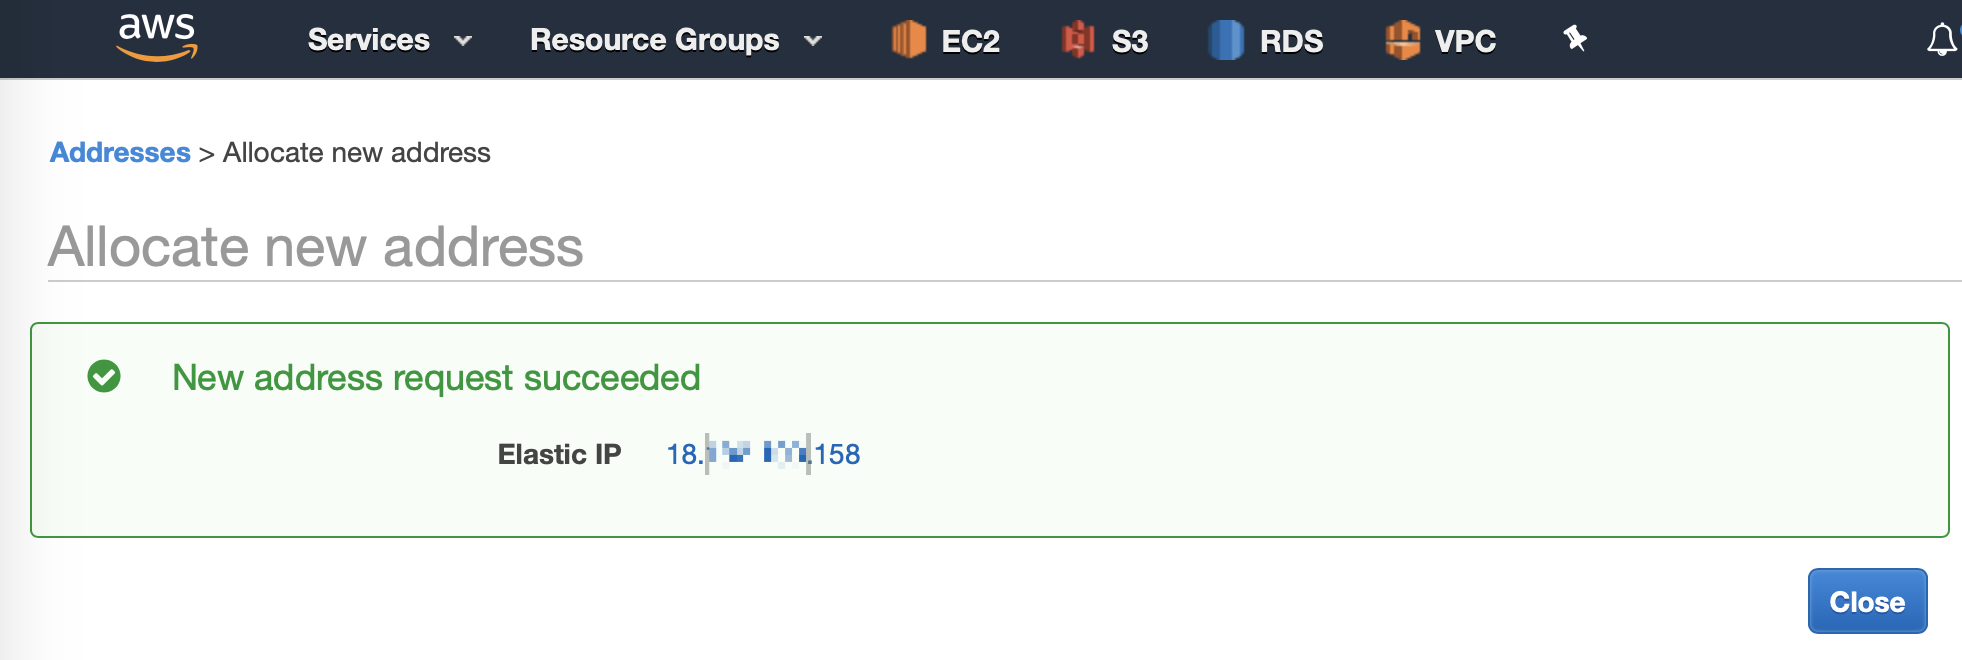 aws Services Resource Groups EC2 S3 RDS VPC
Addresses > Allocate new address
Allocate new address
New address request succeeded
Elastic IP 18. .158
Close